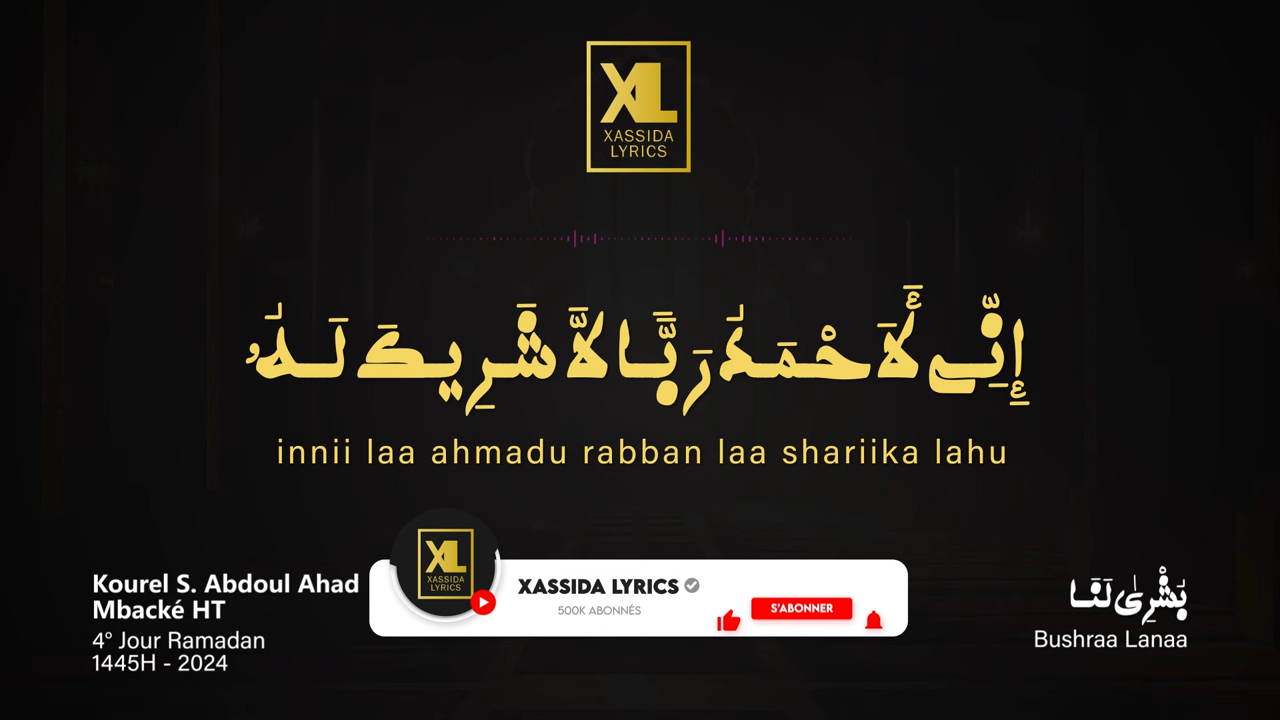 XL
XASSIDA
LYRICS
إِنِّي لَأَحْمَدُ رَبًّا لَّا شَرِيكَ لَهُ
innii laa ahmadu rabban laa shariika lahu
Kourel S. Abdoul Ahad
Mbacké HT
4° Jour Ramadan
1445H - 2024
XL
XASSIDA
LYRICS
XASSIDA LYRICS
500K ABONNÉS
S'ABONNER
بُشْرَىٰ لَنَا
Bushraa Lanaa